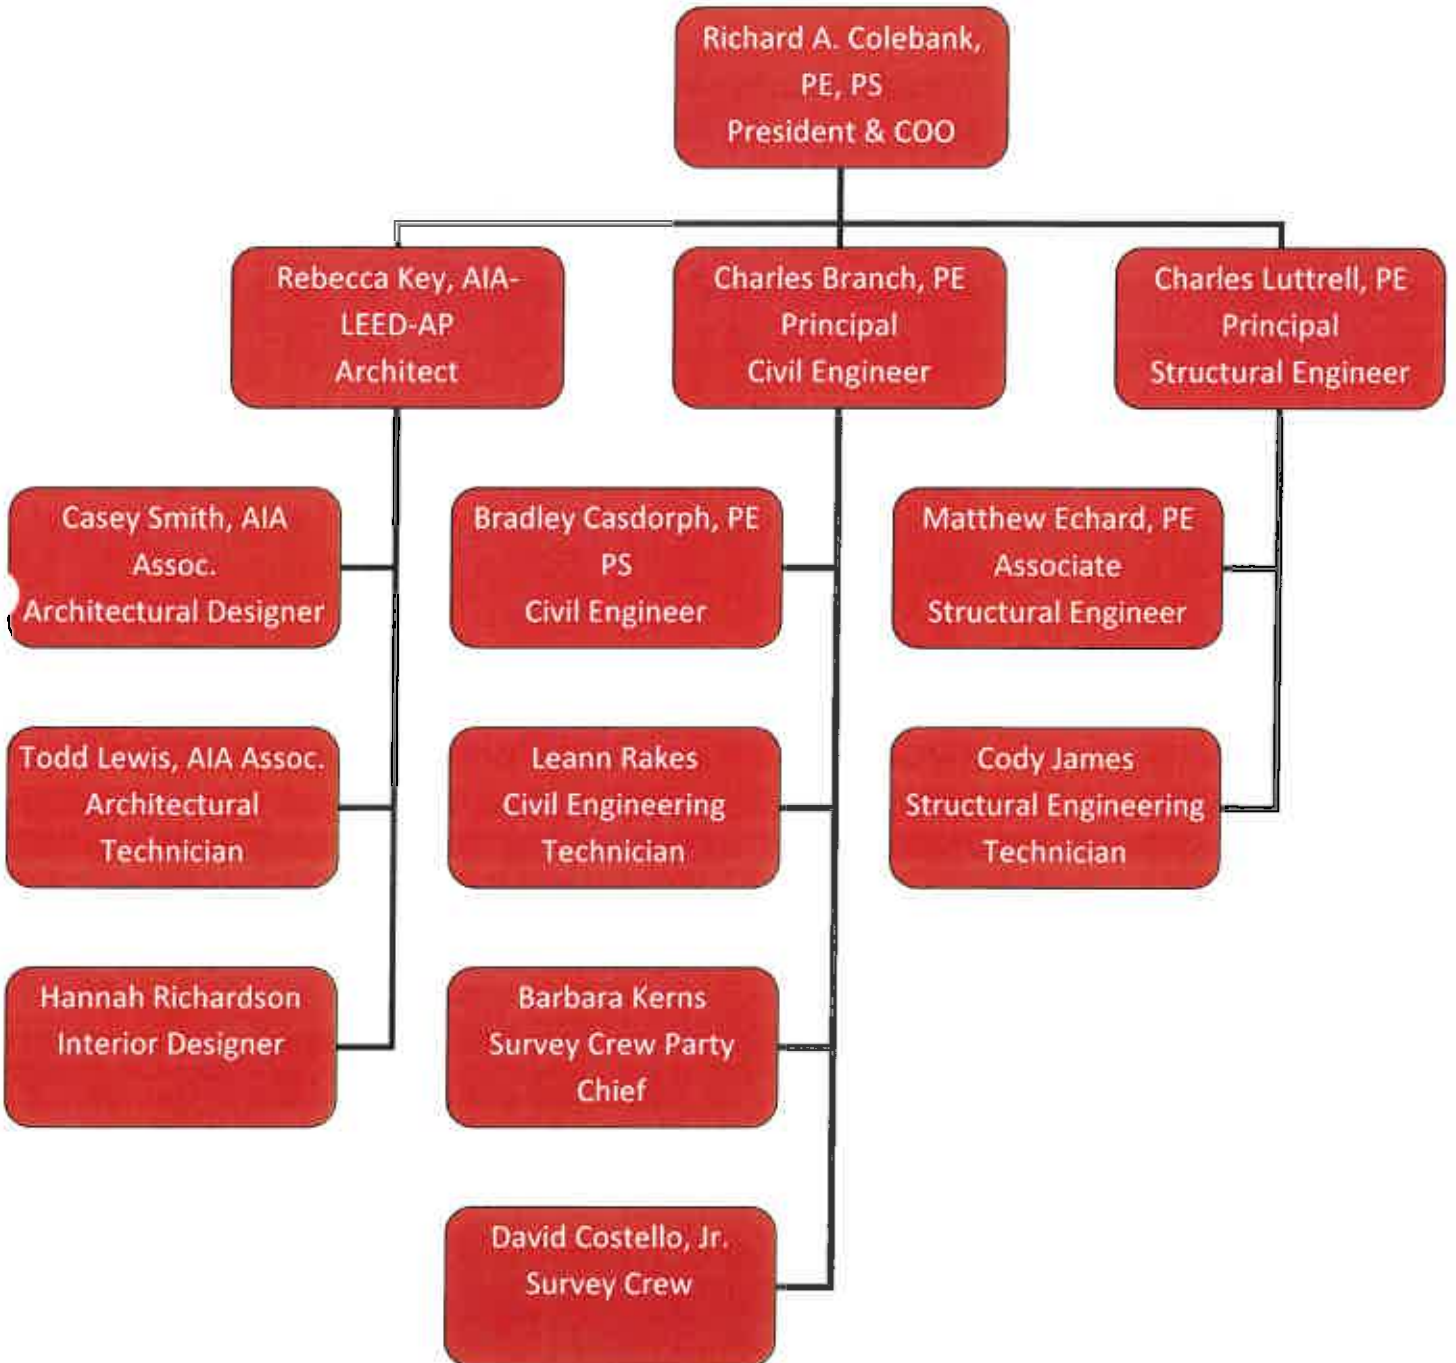 Richard A. Colebank,
PE, PS
President & COO
Rebecca Key, AIA-
LEED-AP
Architect
Charles Branch, PE
Principal
Civil Engineer
Charles Luttrell, PE
Principal
Structural Engineer
Casey Smith, AIA
Assoc.
Architectural Designer
Bradley Casdorph, PE
PS
Civil Engineer
Matthew Echard, PE
Associate
Structural Engineer
Todd Lewis, AIA Assoc.
Architectural
Technician
Leann Rakes
Civil Engineering
Technician
Cody James
Structural Engineering
Technician
Hannah Richardson
Interior Designer
Barbara Kerns
Survey Crew Party
Chief
David Costello, Jr.
Survey Crew